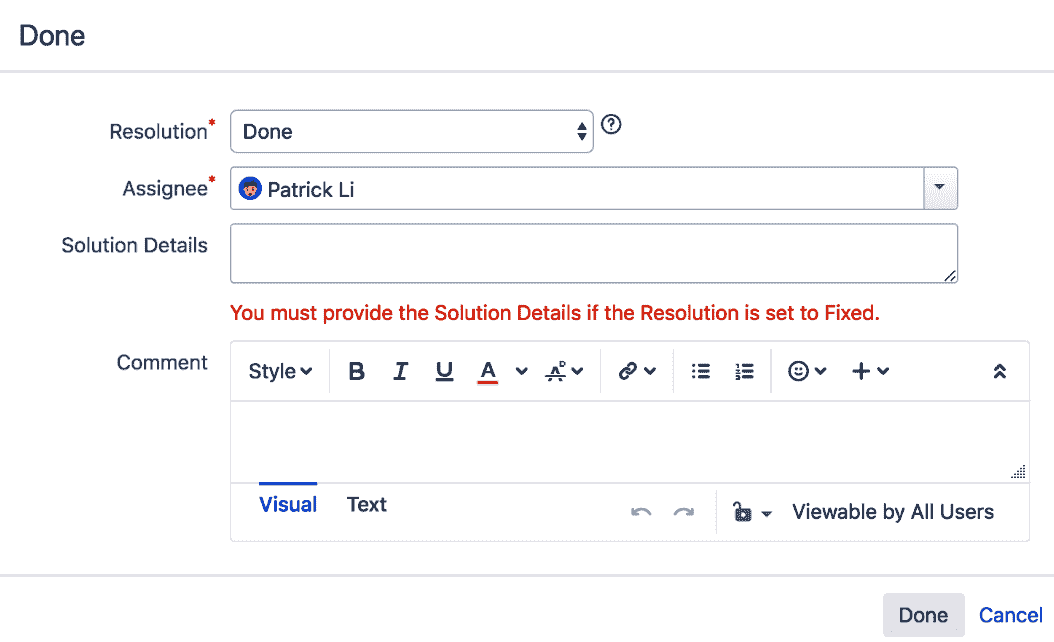 Done
Resolution* Done
Assignee* Patrick Li
Solution Details
You must provide the Solution Details if the Resolution is set to Fixed.
Comment Style B I U A
Visual Text Viewable by All Users
Done Cancel